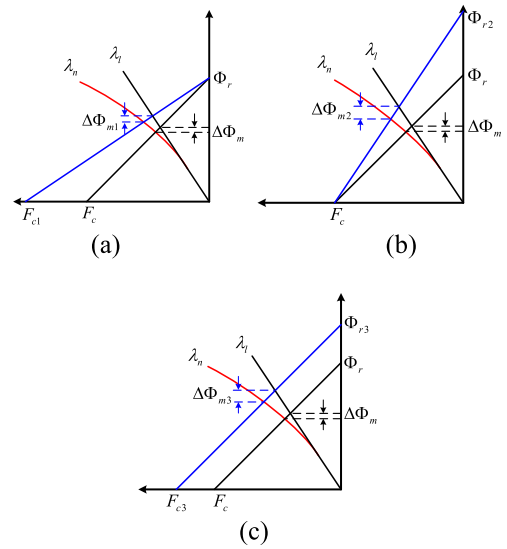 λn λl Φr
ΔΦm1 ΔΦm
Fc1 Fc
(a)
Φr2
λn λl Φr
ΔΦm2 ΔΦm
Fc
(b)
Φr3
λn λl Φr
ΔΦm3 ΔΦm
Fc3 Fc
(c)